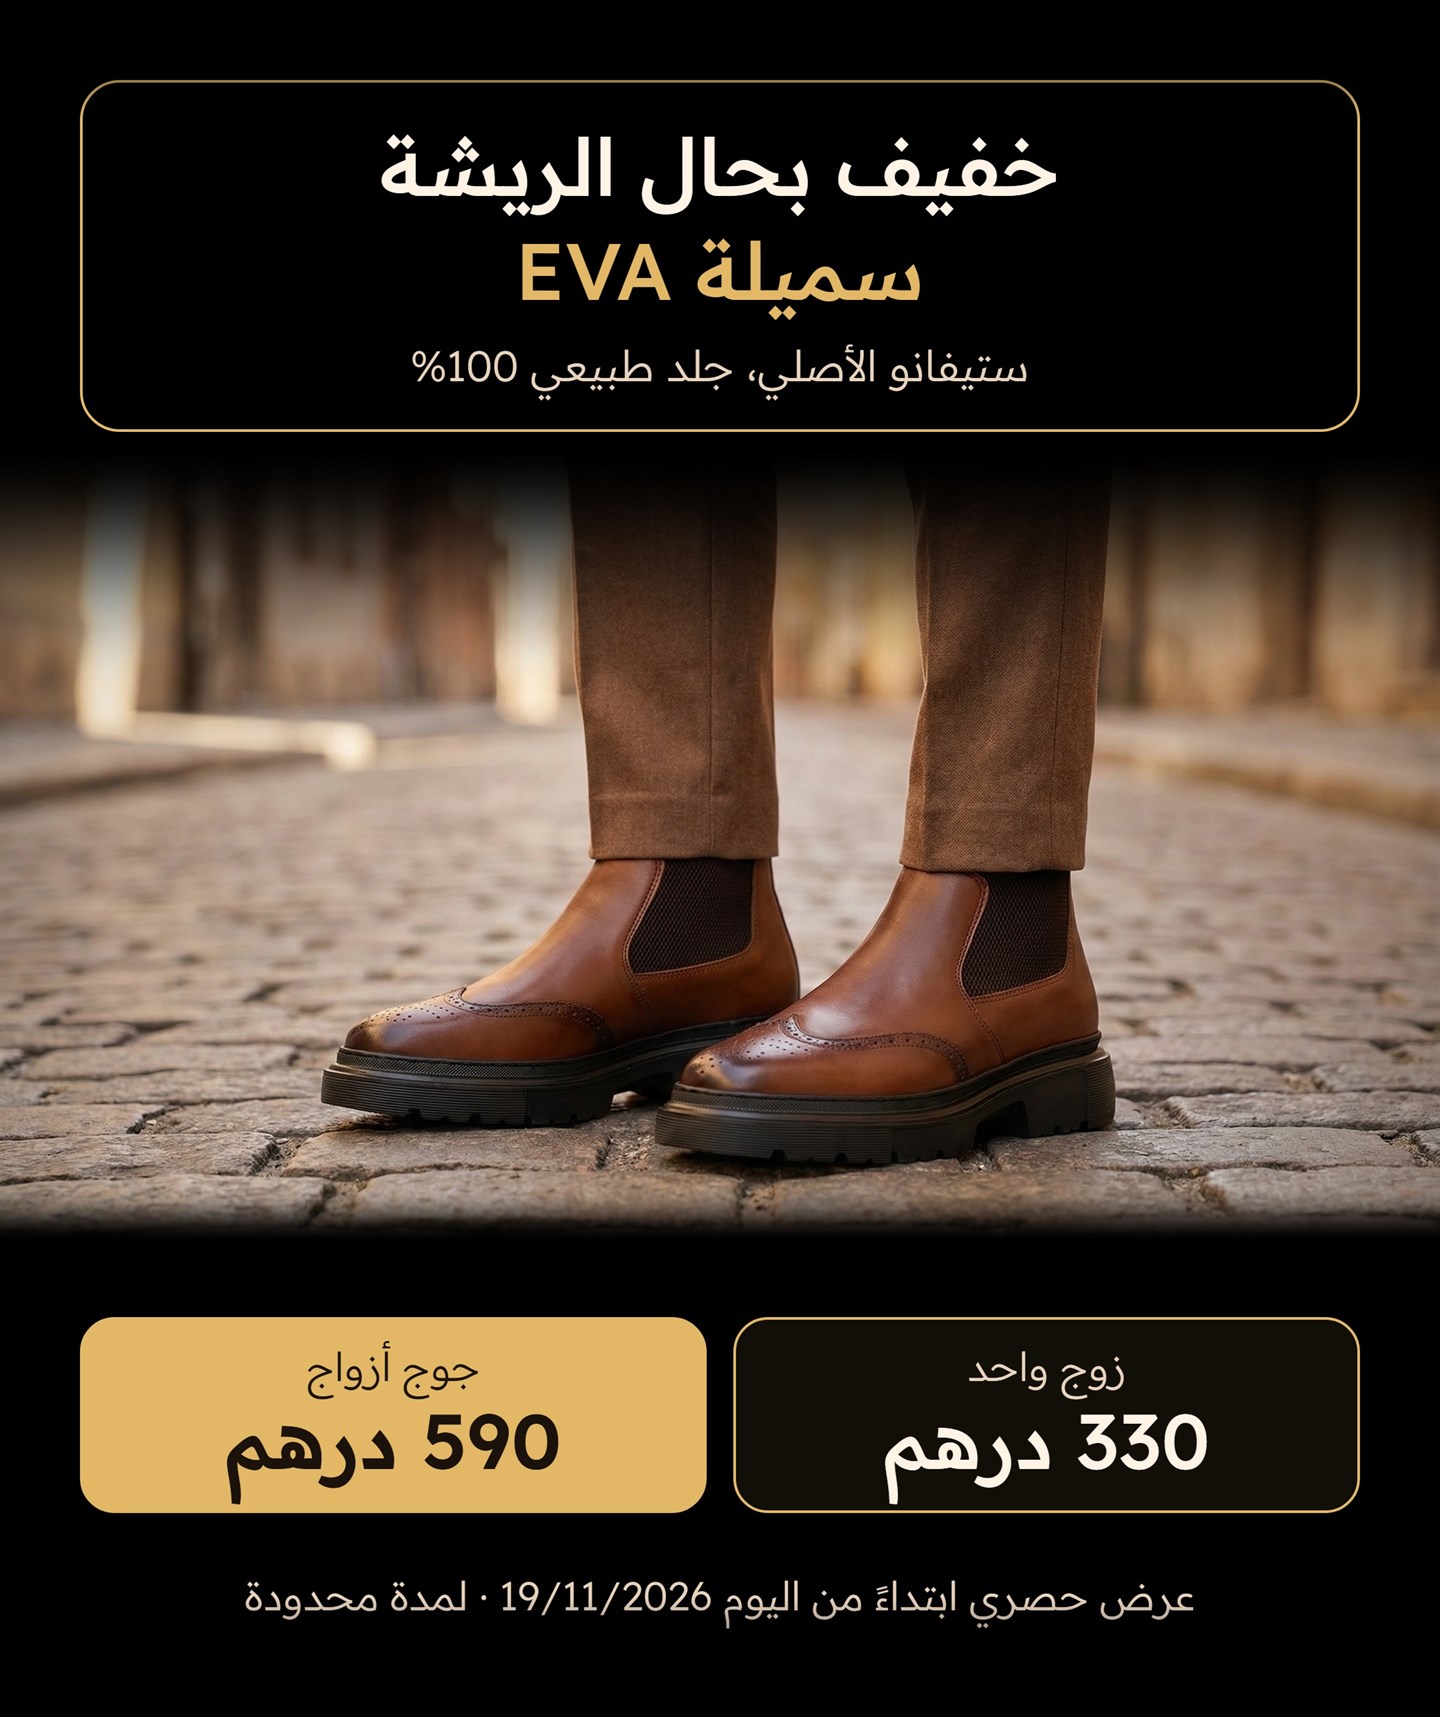 خفيف بحال الريشة
سميلة EVA
ستيفانو الأصلي، جلد طبيعي 100%
زوج واحد
330 درهم
جوج أزواج
590 درهم
عرض حصري ابتداءً من اليوم 19/11/2026 · لمدة محدودة